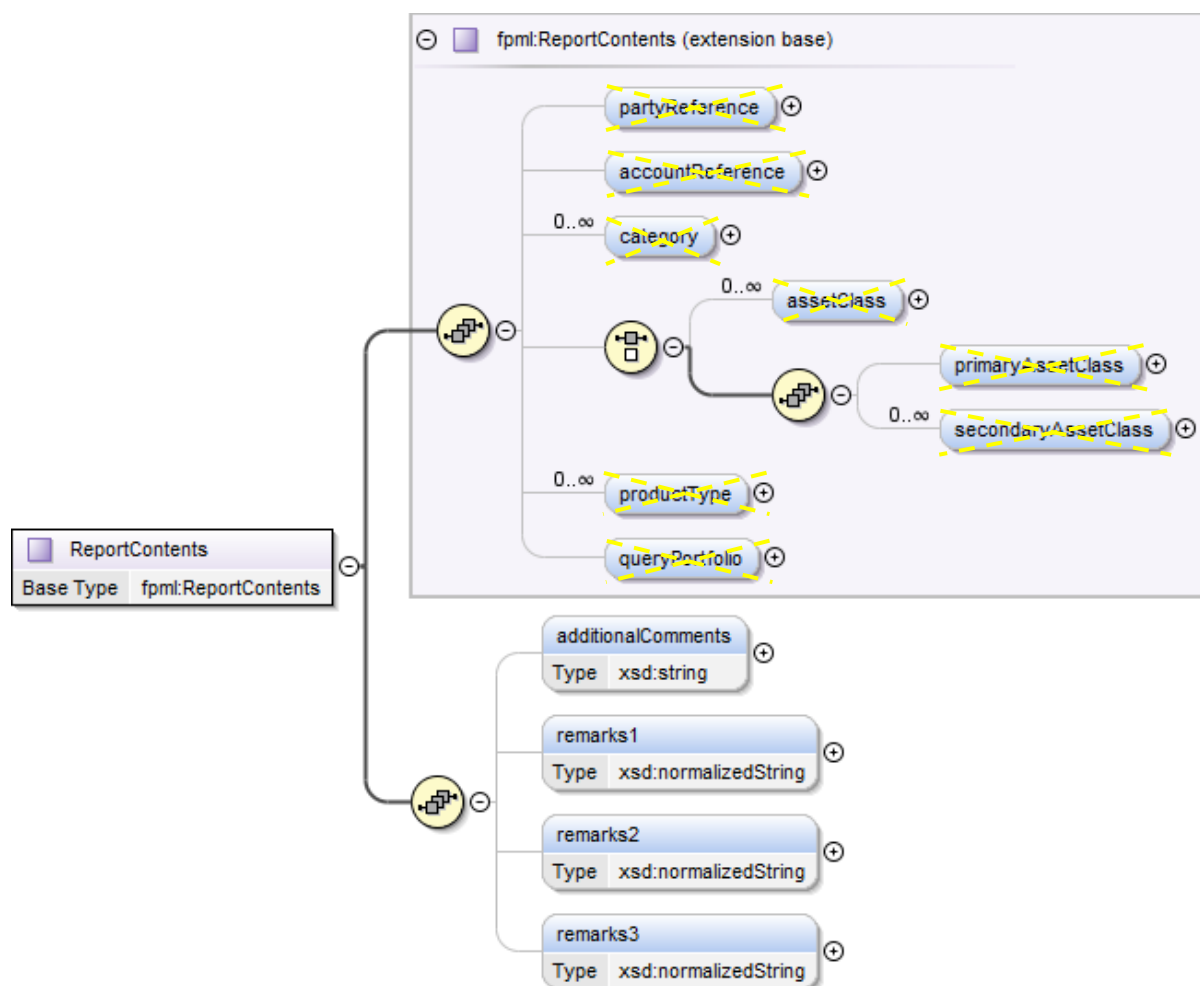 fpml:ReportContents (extension base)
partyReference
accountReference
0..∞
category
0..∞
assetClass
primaryAssetClass
0..∞
secondaryAssetClass
0..∞
productType
queryPortfolio
ReportContents
Base Type fpml:ReportContents
additionalComments
Type xsd:string
remarks1
Type xsd:normalizedString
remarks2
Type xsd:normalizedString
remarks3
Type xsd:normalizedString